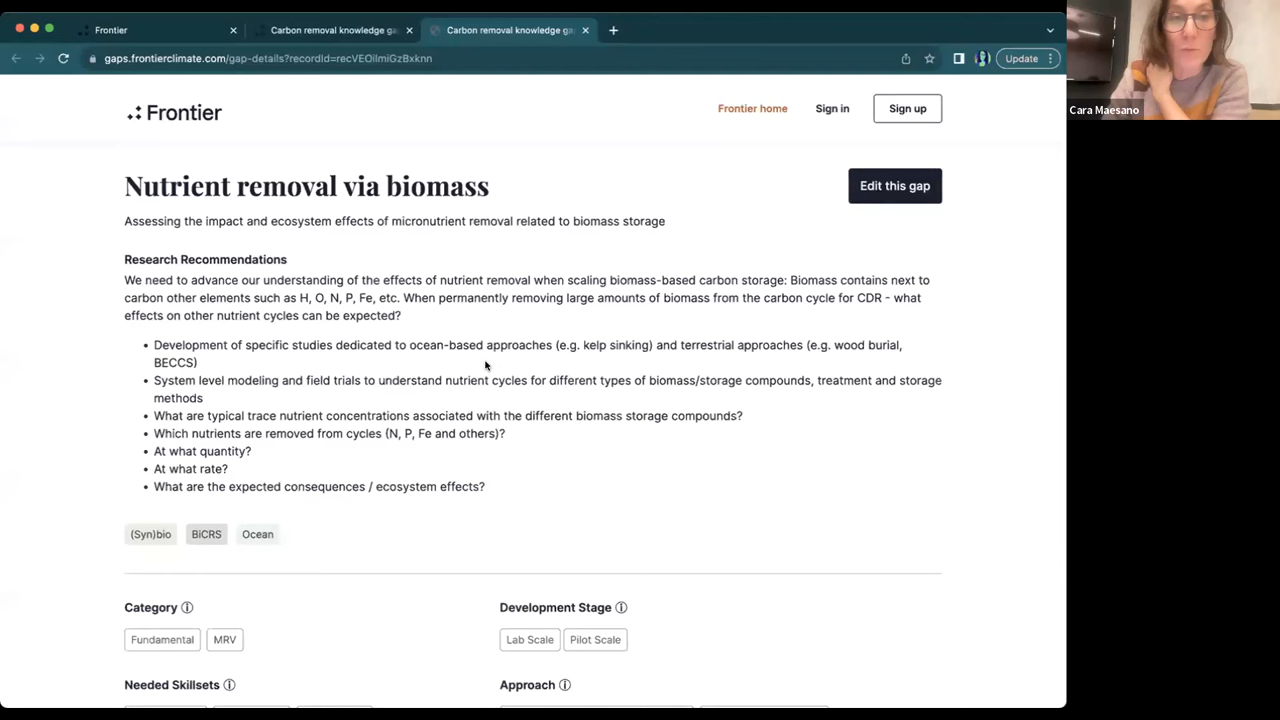 Frontier
Carbon removal knowledge ga
Carbon removal knowledge ga
gaps.frontierclimate.com/gap-details?recordId=recVEOiImiGzBxknn
Update
Cara Maesano
Frontier
Frontier home
Sign in
Sign up
Nutrient removal via biomass
Edit this gap
Assessing the impact and ecosystem effects of micronutrient removal related to biomass storage
Research Recommendations
We need to advance our understanding of the effects of nutrient removal when scaling biomass-based carbon storage: Biomass contains next to
carbon other elements such as H, O, N, P, Fe, etc. When permanently removing large amounts of biomass from the carbon cycle for CDR - what
effects on other nutrient cycles can be expected?
• Development of specific studies dedicated to ocean-based approaches (e.g. kelp sinking) and terrestrial approaches (e.g. wood burial,
BECCS)
• System level modeling and field trials to understand nutrient cycles for different types of biomass/storage compounds, treatment and storage
methods
• What are typical trace nutrient concentrations associated with the different biomass storage compounds?
• Which nutrients are removed from cycles (N, P, Fe and others)?
• At what quantity?
• At what rate?
• What are the expected consequences / ecosystem effects?
(Syn)bio
BiCRS
Ocean
Category
Development Stage
Fundamental
MRV
Lab Scale
Pilot Scale
Needed Skillsets
Approach